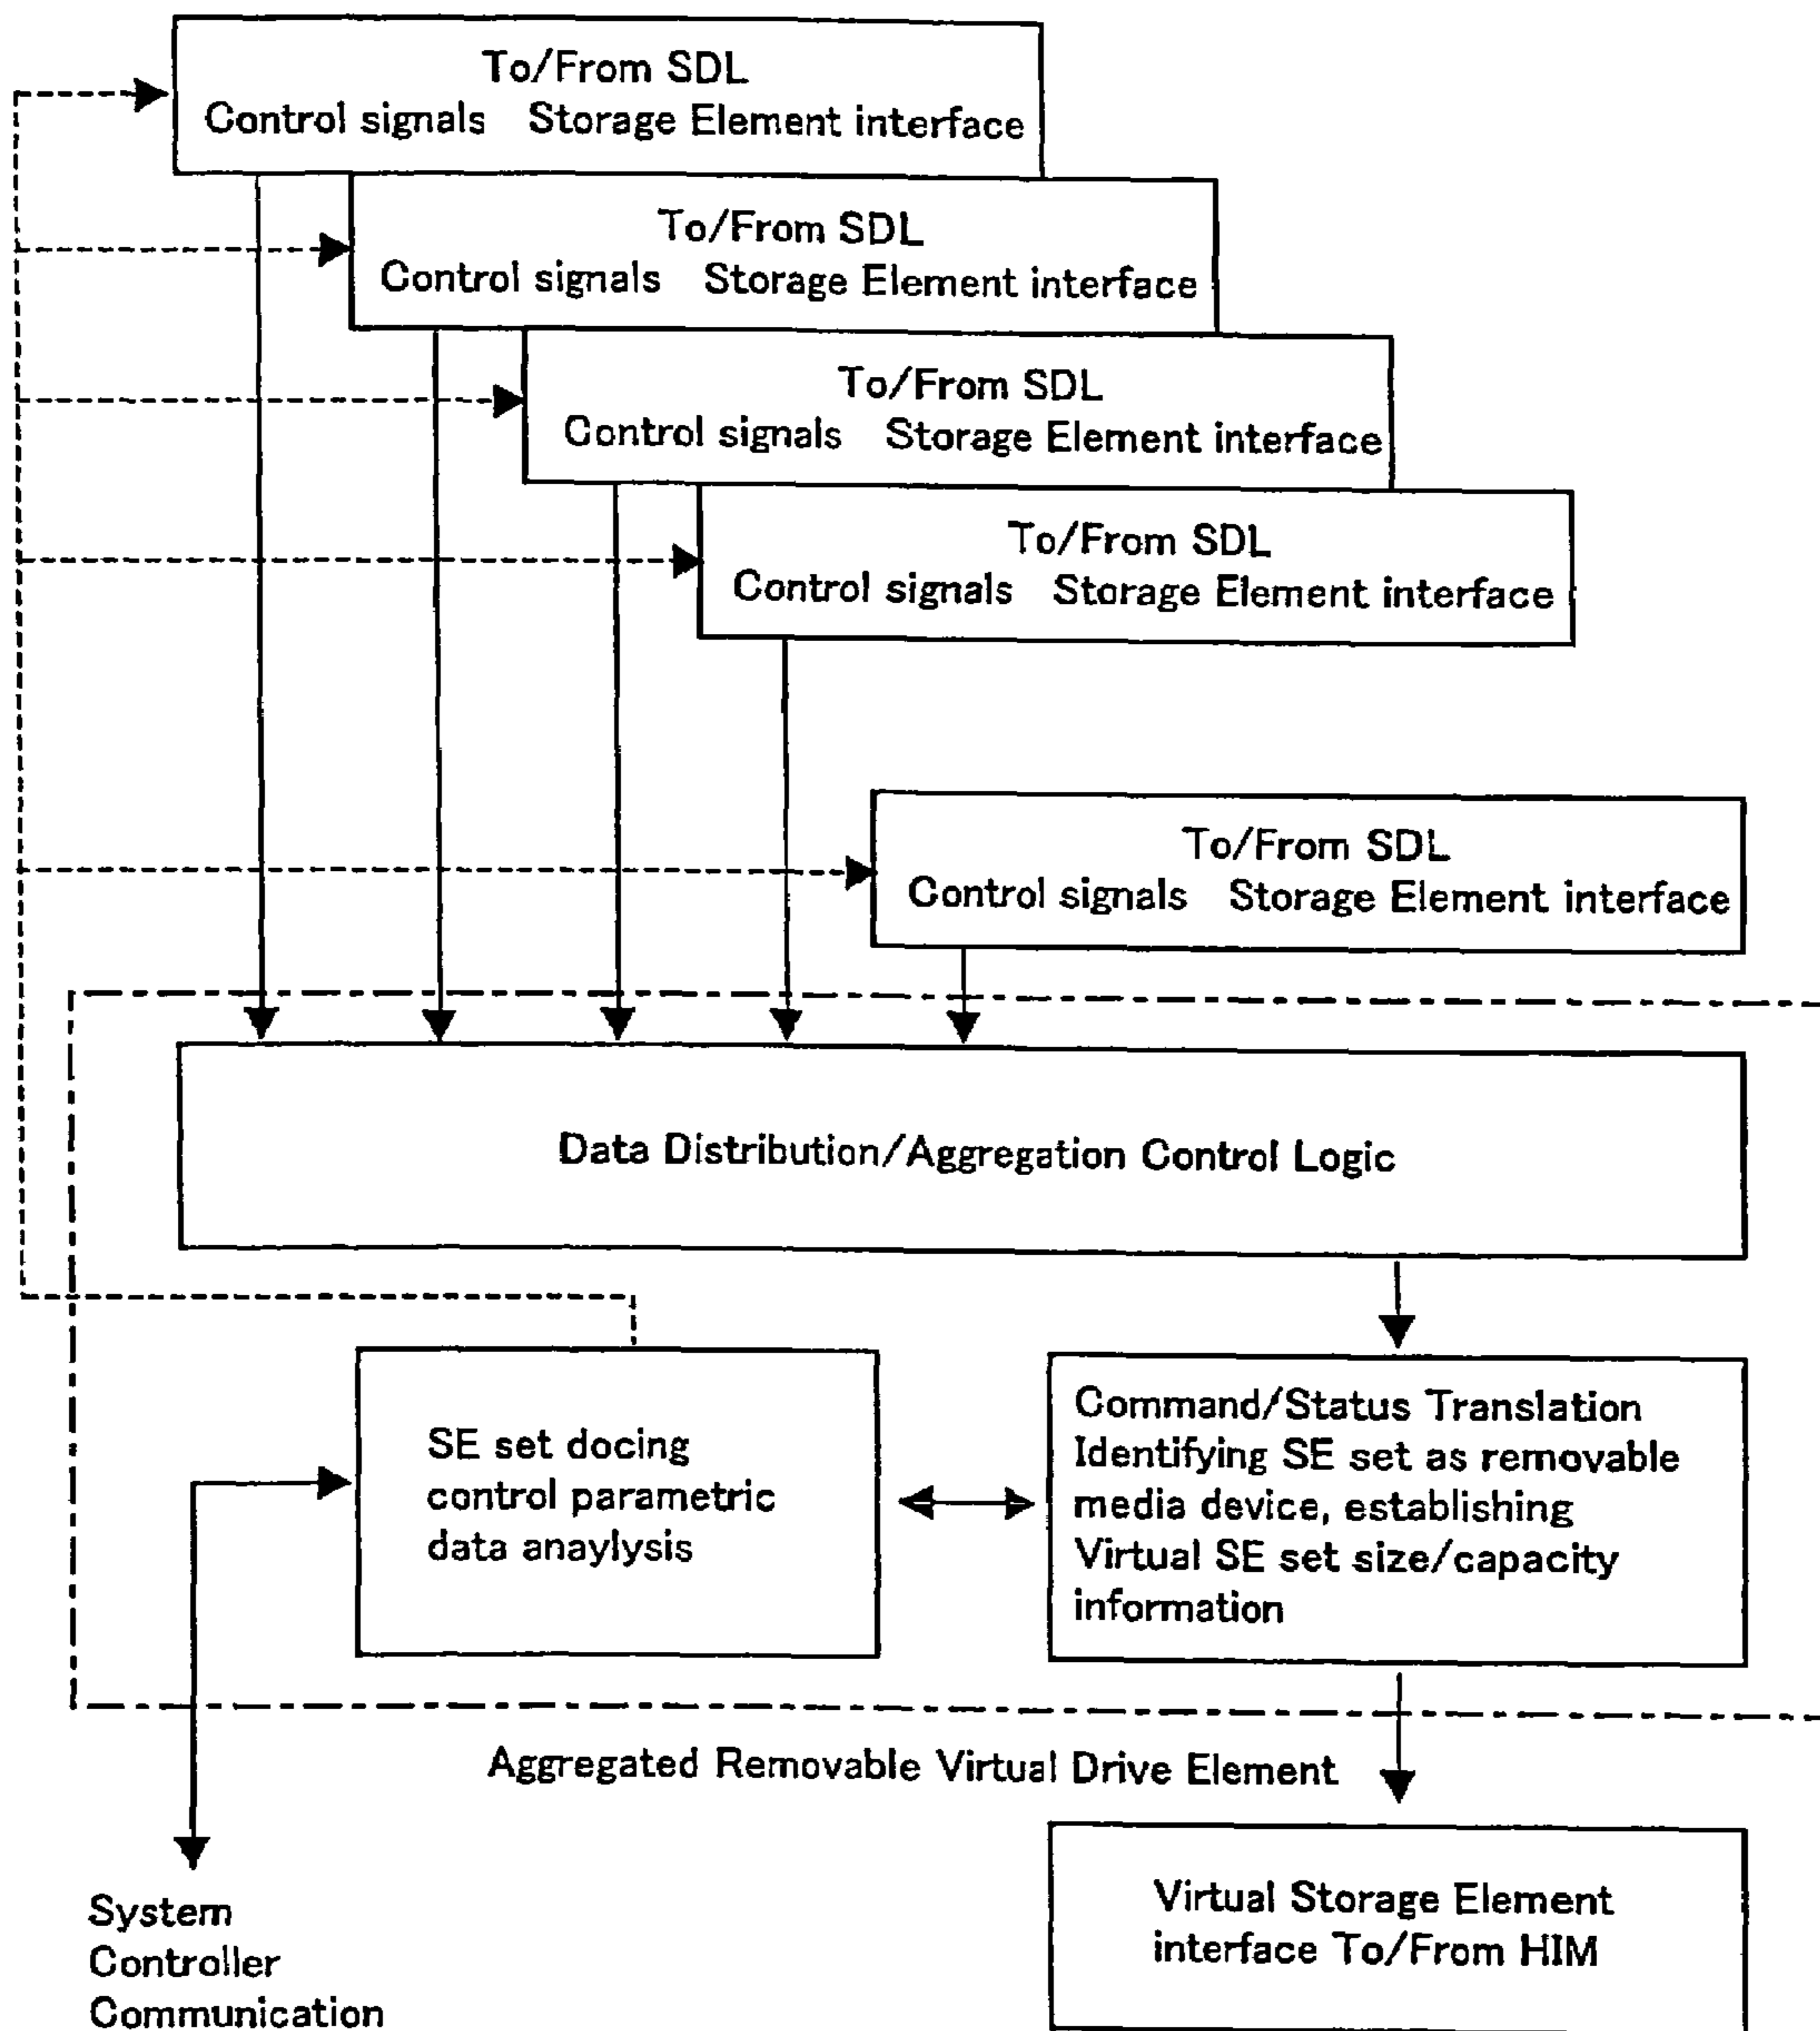 To/From SDL
Control signals Storage Element interface
To/From SDL
Control signals Storage Element interface
To/From SDL
Control signals Storage Element interface
To/From SDL
Control signals Storage Element interface
To/From SDL
Control signals Storage Element interface
Data Distribution/Aggregation Control Logic
SE set docing
control parametric
data anaylysis
Command/Status Translation
Identifying SE set as removable
media device, establishing
Virtual SE set size/capacity
information
Aggregated Removable Virtual Drive Element
System
Controller
Communication
Virtual Storage Element
interface To/From HIM